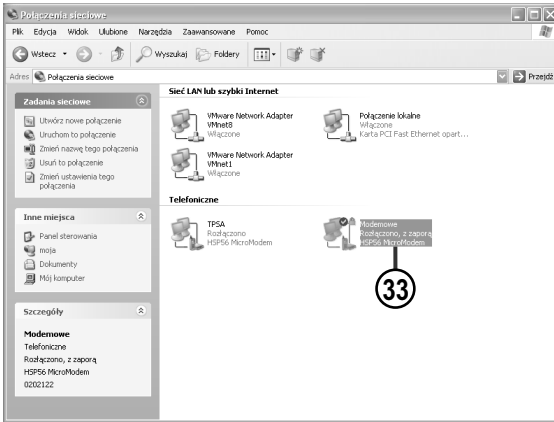 Połączenia sieciowe
Plik Edycja Widok Ulubione Narzędzia Zaawansowane Pomoc
Wstecz Wyszukaj Foldery
Adres Połączenia sieciowe Przejdź
Zadania sieciowe
Utwórz nowe połączenie
Uruchom to połączenie
Zmień nazwę tego połączenia
Usuń to połączenie
Zmień ustawienia tego
połączenia
Inne miejsca
Panel sterowania
moja
Dokumenty
Mój komputer
Szczegóły
Modemowe
Telefoniczne
Rozłączono, z zaporą
HSP56 MicroModem
0202122
Sieć LAN lub szybki Internet
VMware Network Adapter
VMnet8
Włączone
Połączenie lokalne
Włączone
Karta PCI Fast Ethernet opart...
VMware Network Adapter
VMnet1
Włączone
Telefoniczne
TPSA
Rozłączono
HSP56 MicroModem
Modemowe
Rozłączono, z zaporą
HSP56 MicroModem
33